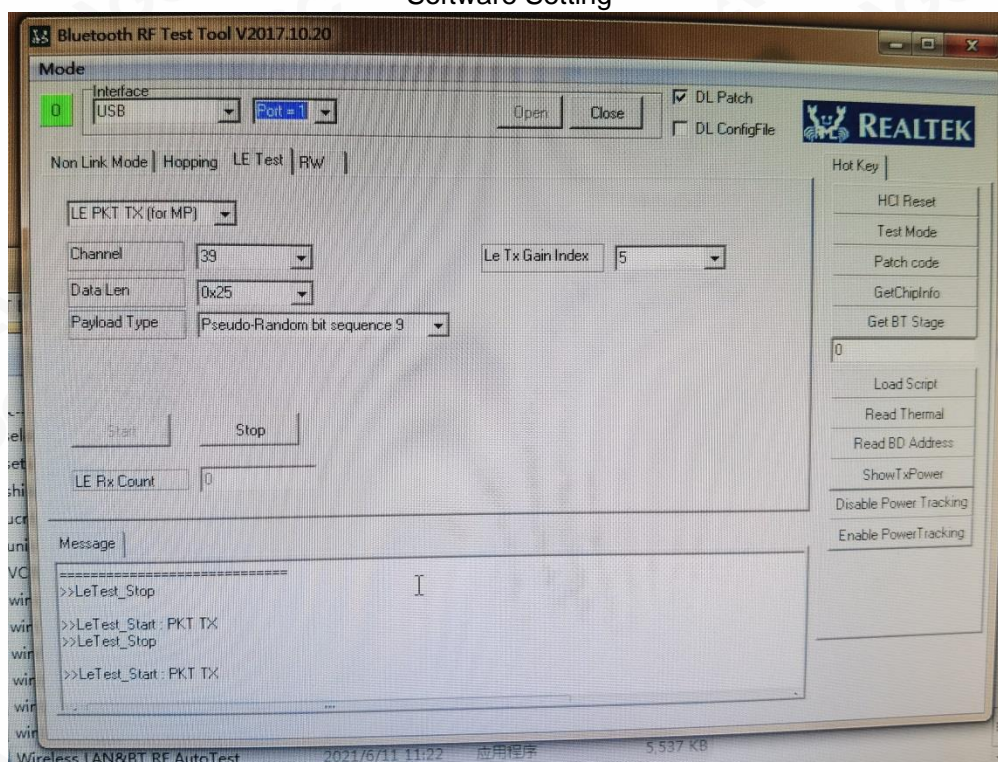 Software Setting
Bluetooth RF Test Tool V2017.10.20
Mode
Interface
0
USB
Port = 1
Open
Close
DL Patch
DL ConfigFile
REALTEK
Non Link Mode
Hopping
LE Test
RW
LE PKT TX (for MP)
Channel
39
Le Tx Gain Index
5
Data Len
0x25
Payload Type
Pseudo-Random bit sequence 9
Start
Stop
LE Rx Count
0
Hot Key
HCI Reset
Test Mode
Patch code
GetChipInfo
Get BT Stage
0
Load Script
Read Thermal
Read BD Address
ShowTxPower
Disable Power Tracking
Enable PowerTracking
Message
==============================
>>LeTest_Stop
>>LeTest_Start : PKT TX
>>LeTest_Stop
>>LeTest_Start : PKT TX
win
win
win
win
Wireless LAN&BT RF AutoTest 2021/6/11 11:22 应用程序 5,537 KB